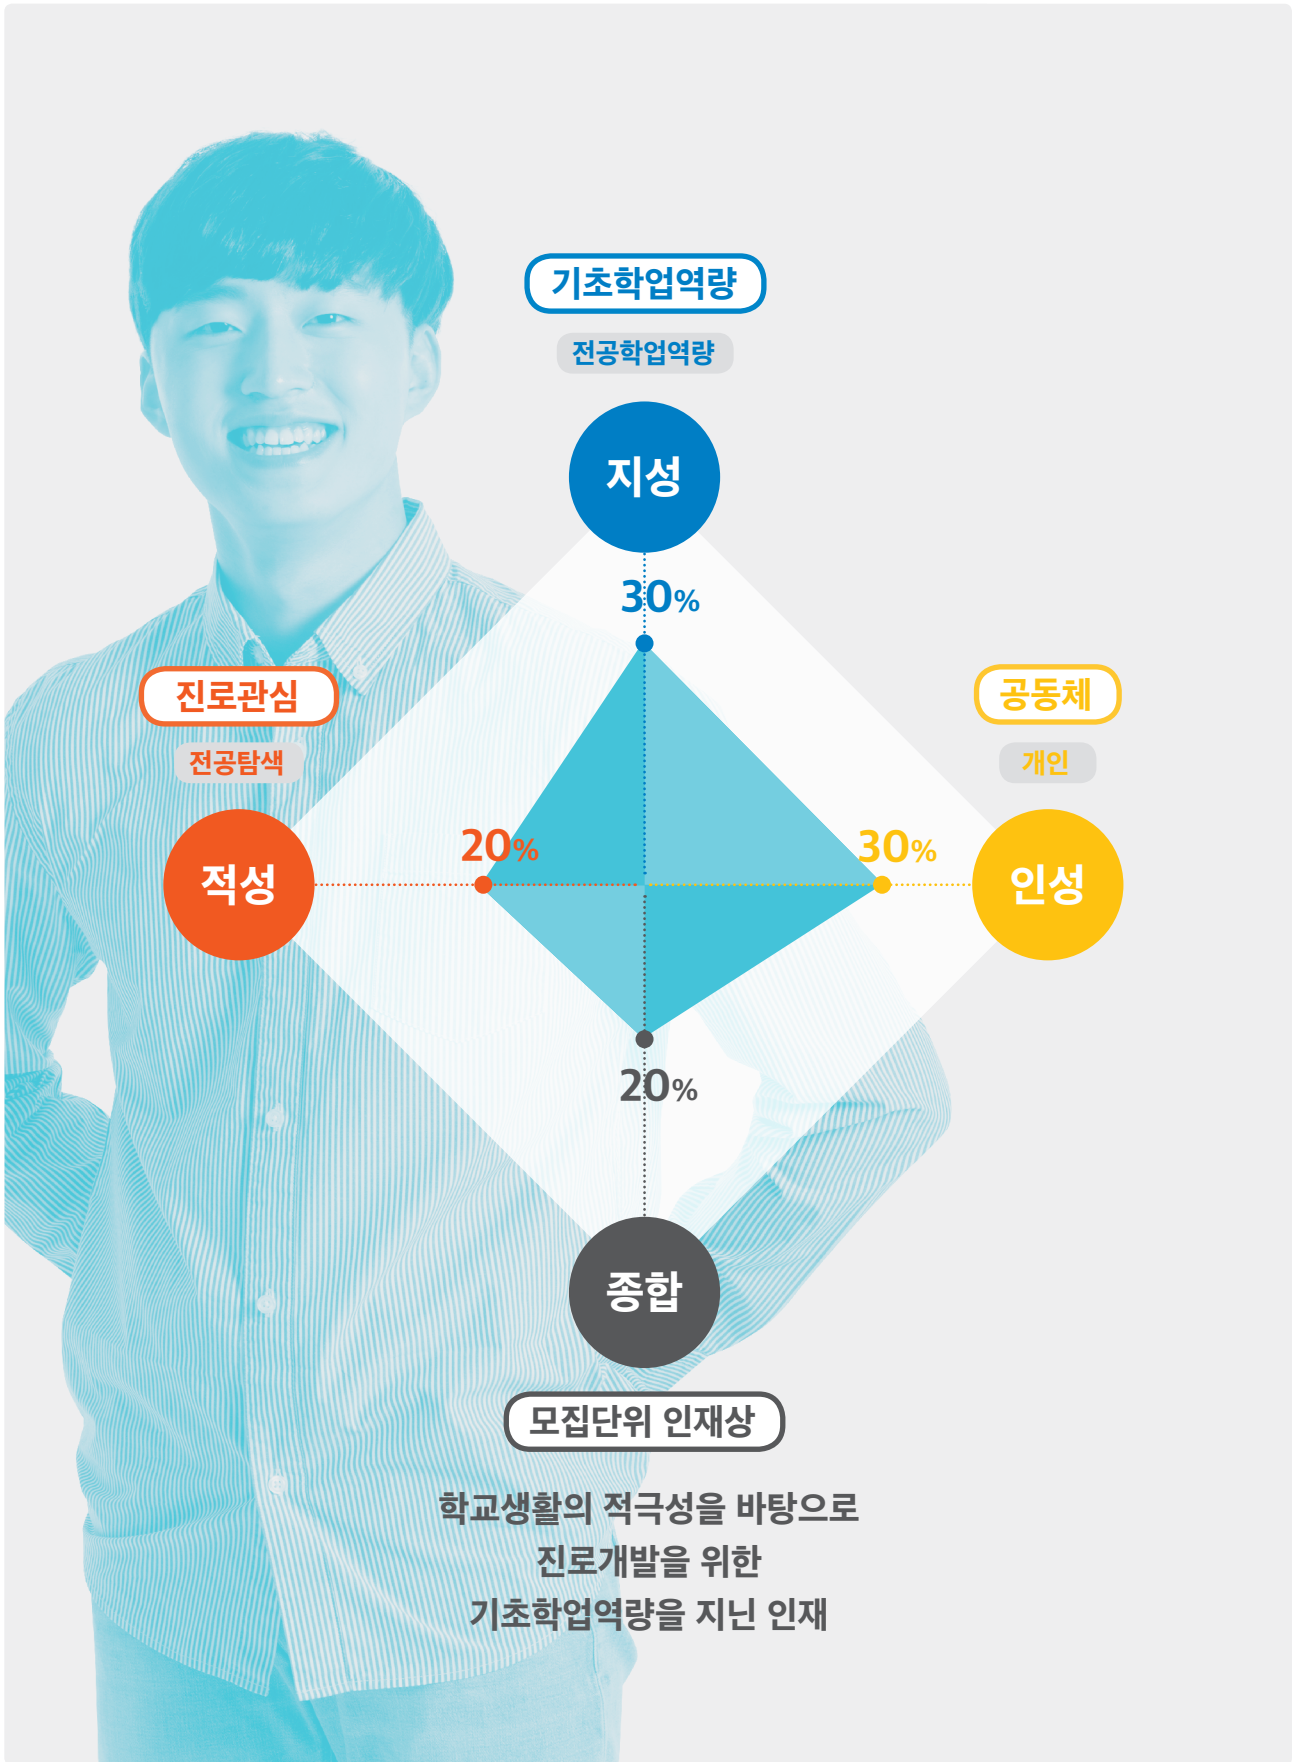 기초학업역량
전공학업역량
지성
30%
진로관심
전공탐색
적성
20%
공동체
개인
인성
30%
20%
종합
모집단위 인재상
학교생활의 적극성을 바탕으로
진로개발을 위한
기초학업역량을 지닌 인재